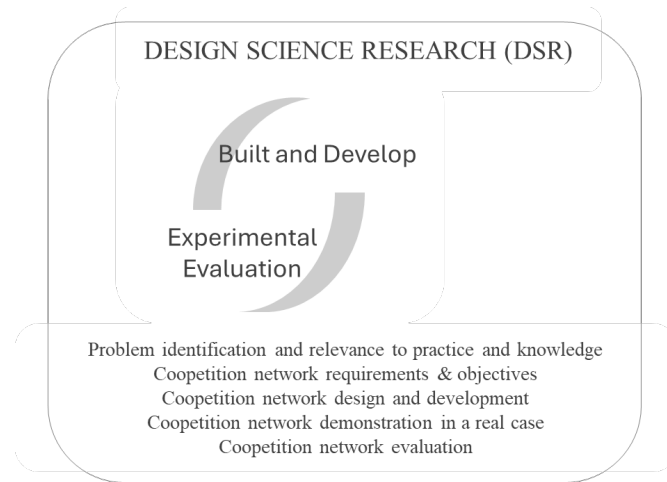 DESIGN SCIENCE RESEARCH (DSR)
Built and Develop
Experimental
Evaluation
Problem identification and relevance to practice and knowledge
Coopetition network requirements & objectives
Coopetition network design and development
Coopetition network demonstration in a real case
Coopetition network evaluation